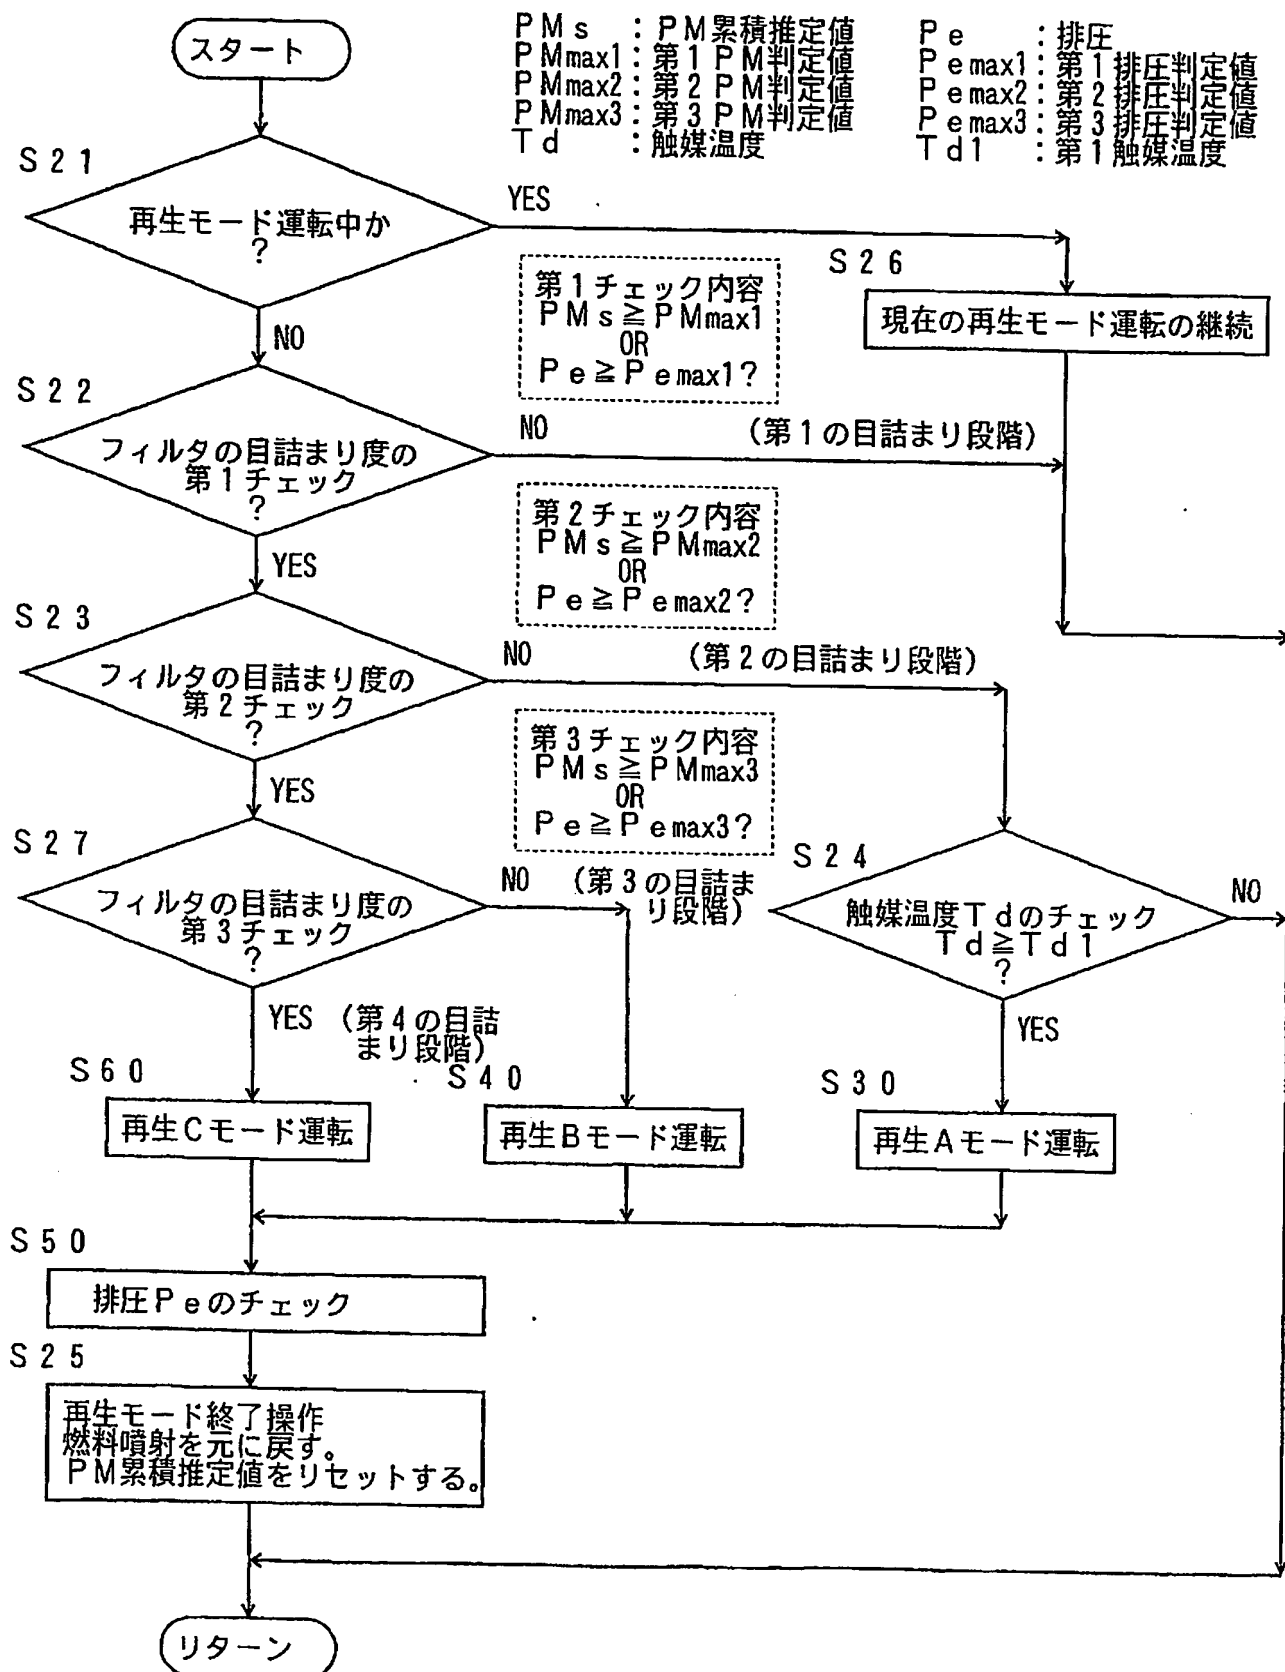 スタート
ＰＭｓ　：ＰＭ累積推定値
ＰＭmax1：第１ＰＭ判定値
ＰＭmax2：第２ＰＭ判定値
ＰＭmax3：第３ＰＭ判定値
Ｔｄ　：触媒温度
Ｐｅ　：排圧
Ｐｅmax1：第１排圧判定値
Ｐｅmax2：第２排圧判定値
Ｐｅmax3：第３排圧判定値
Ｔｄ１　：第１触媒温度
Ｓ２１
再生モード運転中か
？
YES
NO
Ｓ２６
現在の再生モード運転の継続
第１チェック内容
ＰＭｓ≧ＰＭmax1
OR
Ｐｅ≧Ｐｅmax1？
Ｓ２２
フィルタの目詰まり度の
第１チェック
？
NO
（第１の目詰まり段階）
YES
第２チェック内容
ＰＭｓ≧ＰＭmax2
OR
Ｐｅ≧Ｐｅmax2？
Ｓ２３
フィルタの目詰まり度の
第２チェック
？
NO
（第２の目詰まり段階）
YES
第３チェック内容
ＰＭｓ≧ＰＭmax3
OR
Ｐｅ≧Ｐｅmax3？
Ｓ２７
フィルタの目詰まり度の
第３チェック
？
NO
（第３の目詰ま
り段階）
Ｓ２４
触媒温度Ｔｄのチェック
Ｔｄ≧Ｔｄ１
？
NO
YES
YES
（第４の目詰
まり段階）
Ｓ６０
再生Ｃモード運転
Ｓ４０
再生Ｂモード運転
Ｓ３０
再生Ａモード運転
Ｓ５０
排圧Ｐｅのチェック
Ｓ２５
再生モード終了操作
燃料噴射を元に戻す。
ＰＭ累積推定値をリセットする。
リターン